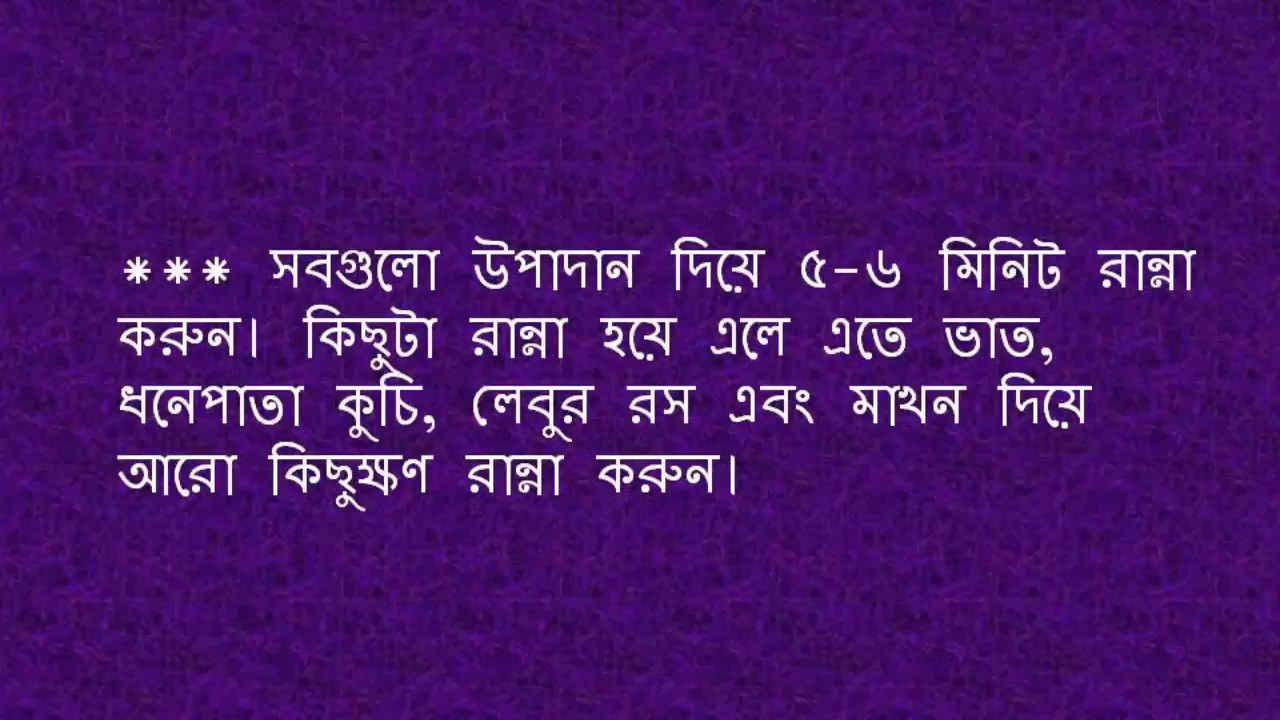 *** সবগুলো উপাদান দিয়ে ৫-৬ মিনিট রান্না
করুন। কিছুটা রান্না হয়ে এলে এতে ভাত,
ধনেপাতা কুচি, লেবুর রস এবং মাখন দিয়ে
আরো কিছুক্ষণ রান্না করুন।